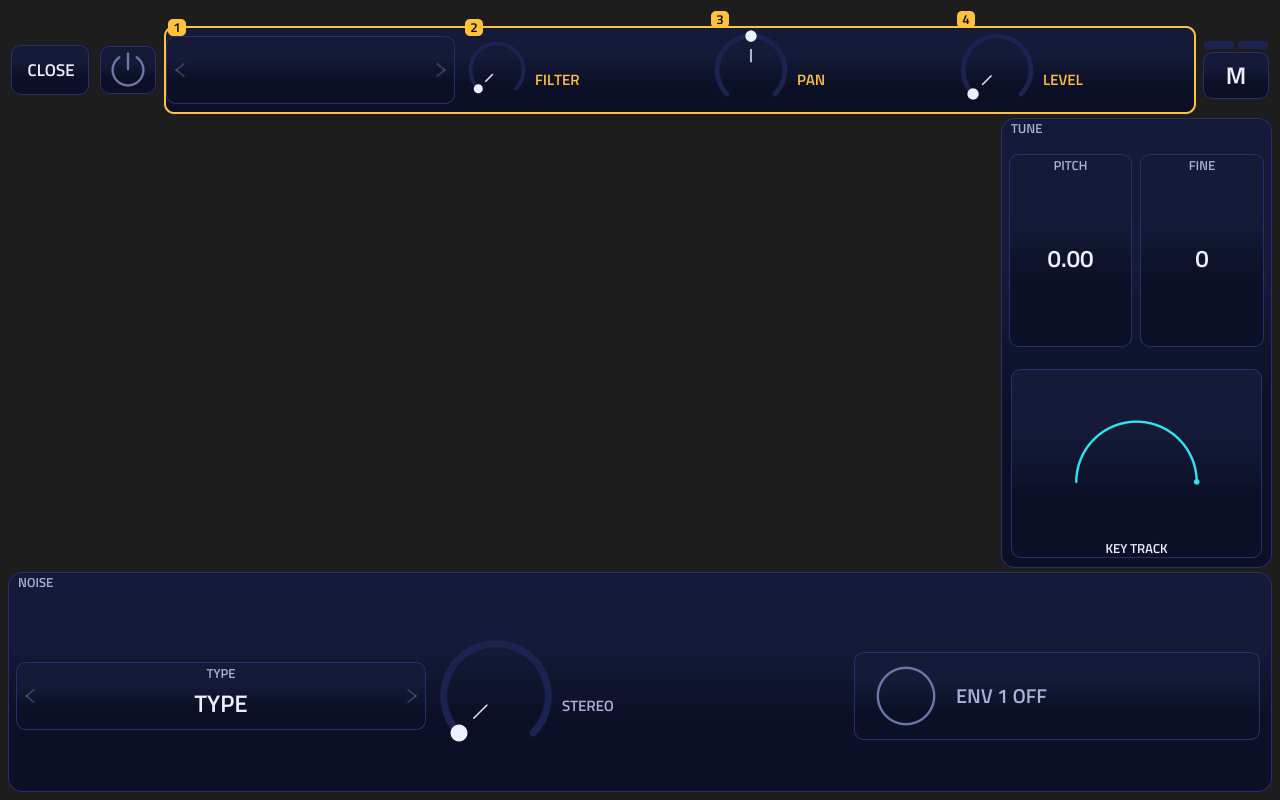 1
2
3
4
CLOSE
FILTER
PAN
LEVEL
M
TUNE
PITCH
FINE
0.00
0
KEY TRACK
NOISE
TYPE
TYPE
STEREO
ENV 1 OFF